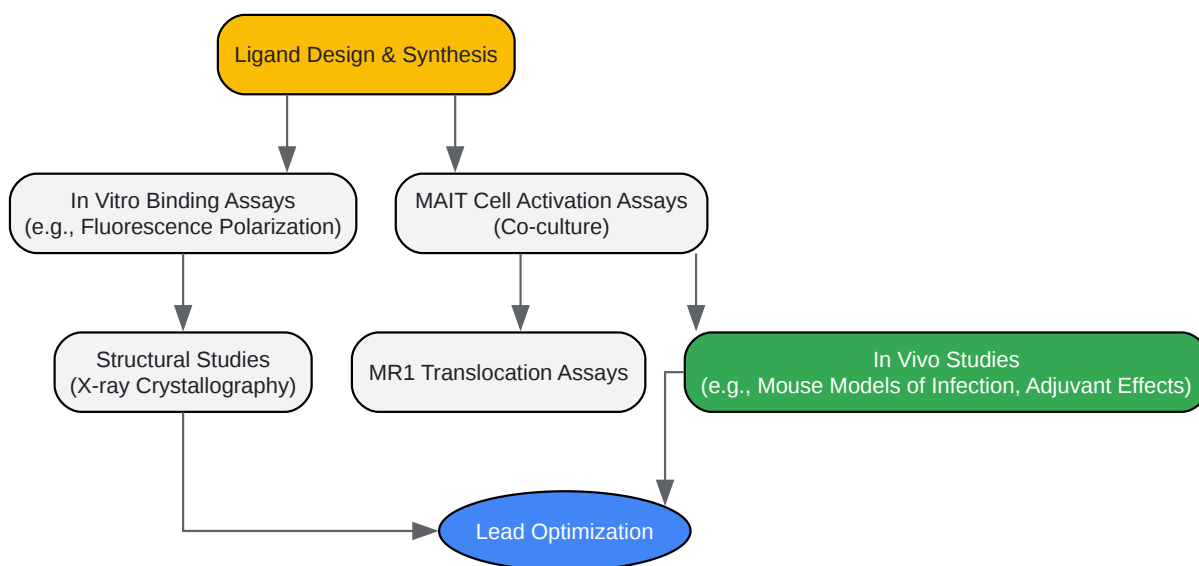 Ligand Design & Synthesis
In Vitro Binding Assays
(e.g., Fluorescence Polarization)
MAIT Cell Activation Assays
(Co-culture)
Structural Studies
(X-ray Crystallography)
MR1 Translocation Assays
In Vivo Studies
(e.g., Mouse Models of Infection, Adjuvant Effects)
Lead Optimization